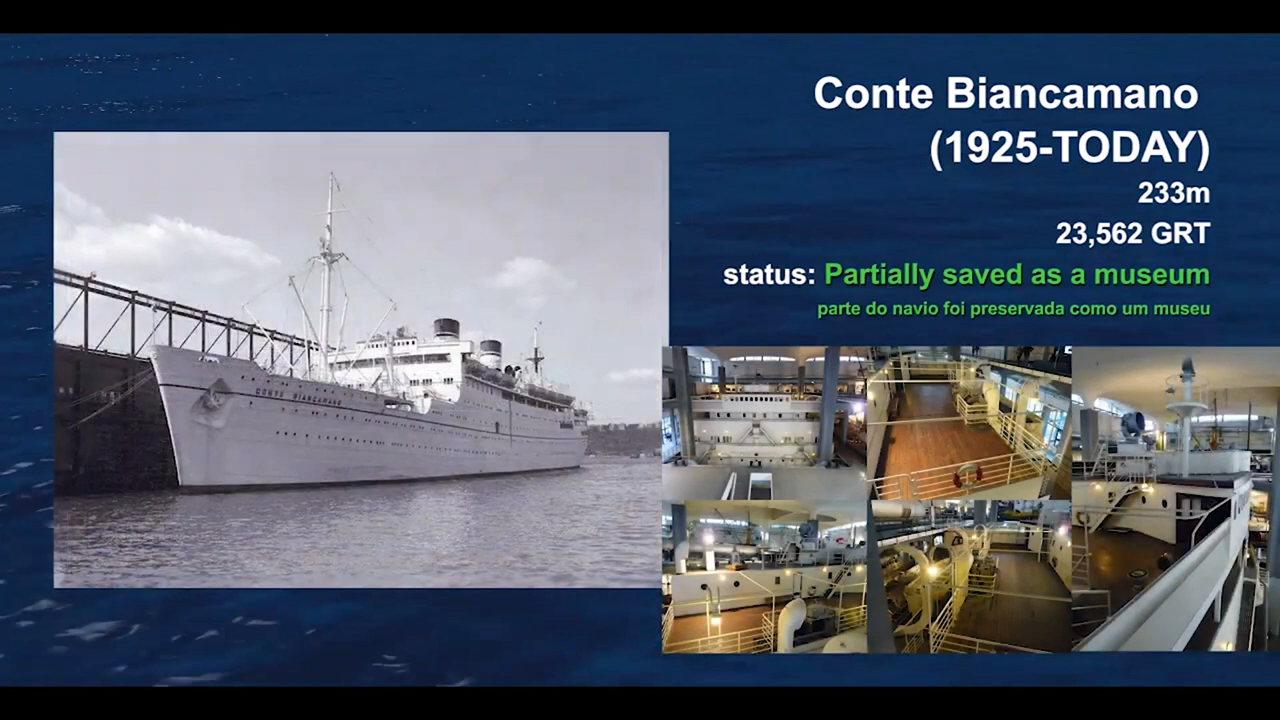 Conte Biancamano
(1925-TODAY)
233m
23,562 GRT
status: Partially saved as a museum
parte do navio foi preservada como um museu
CONTE BIANCAMANO